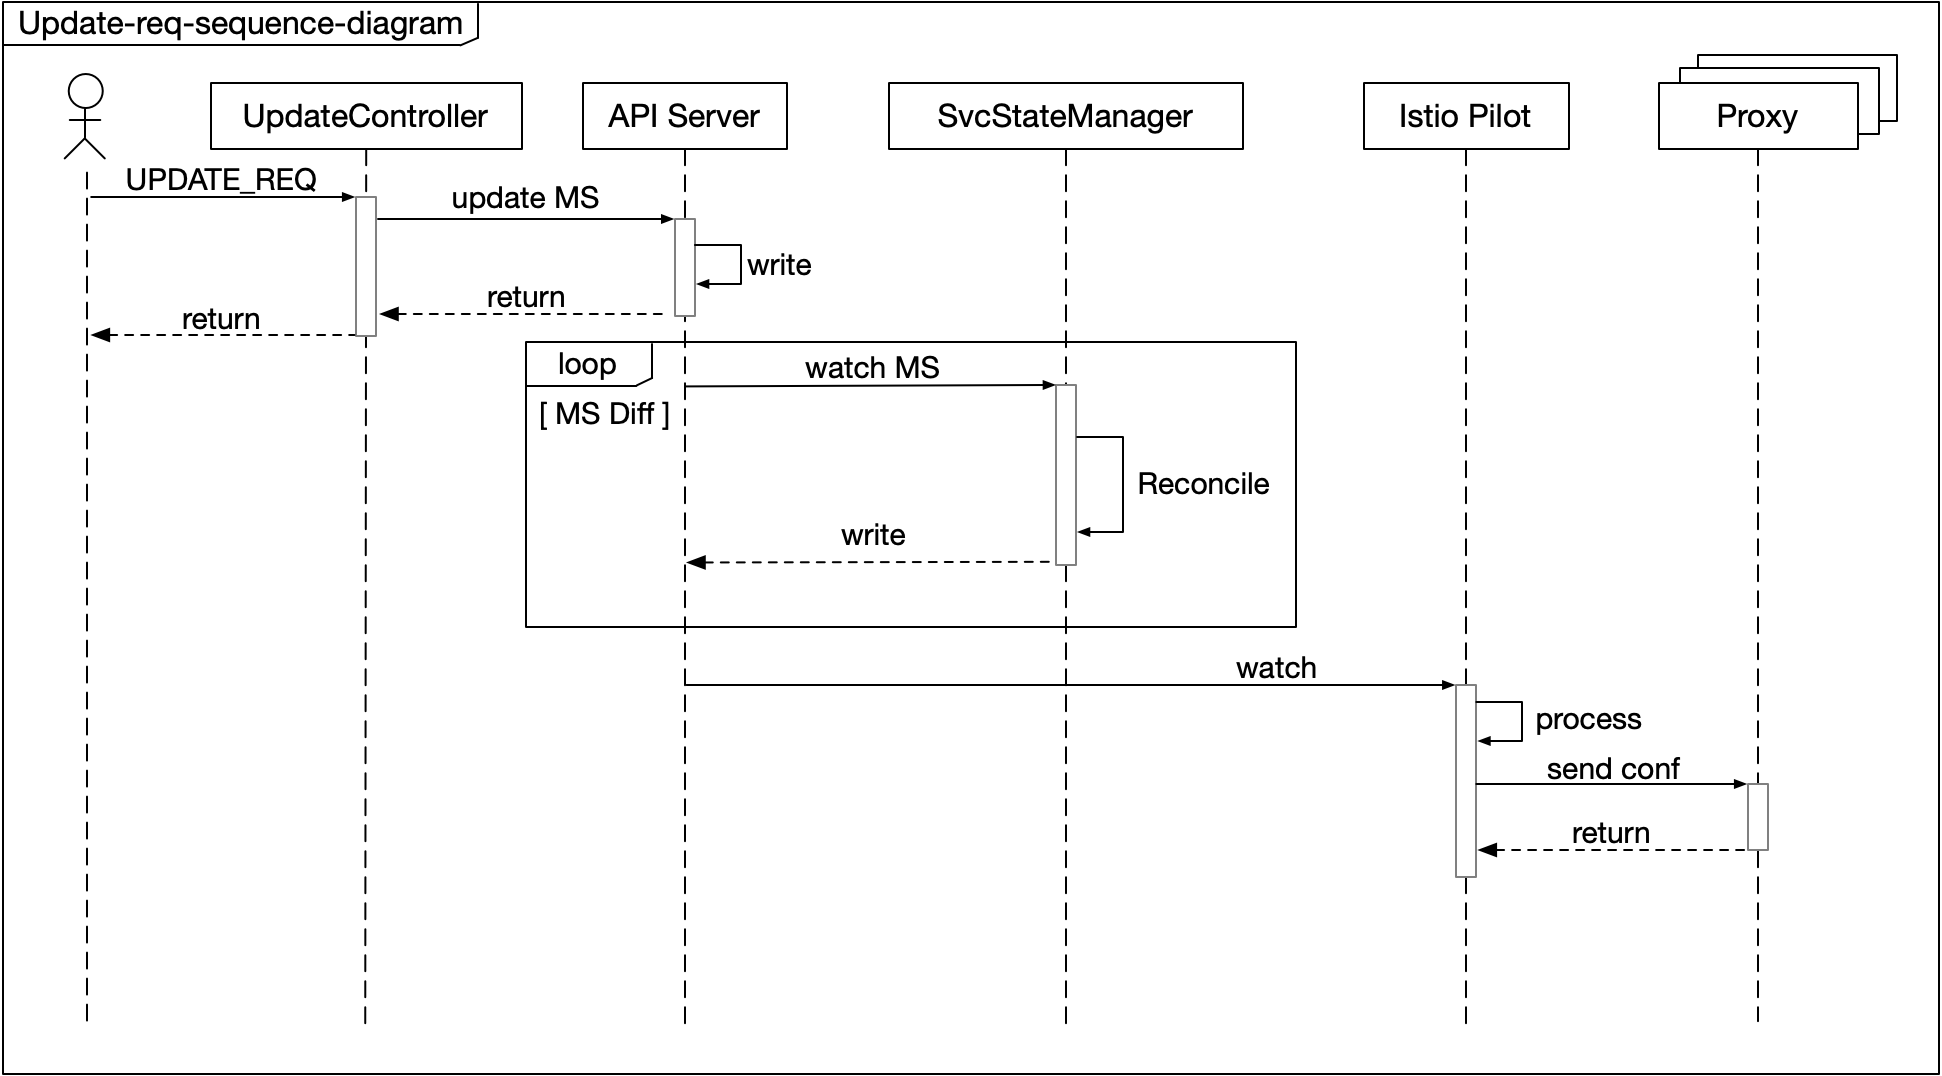 Update-req-sequence-diagram
UpdateController
API Server
SvcStateManager
Istio Pilot
Proxy
UPDATE_REQ
update MS
write
return
return
loop
watch MS
[ MS Diff ]
Reconcile
write
watch
process
send conf
return